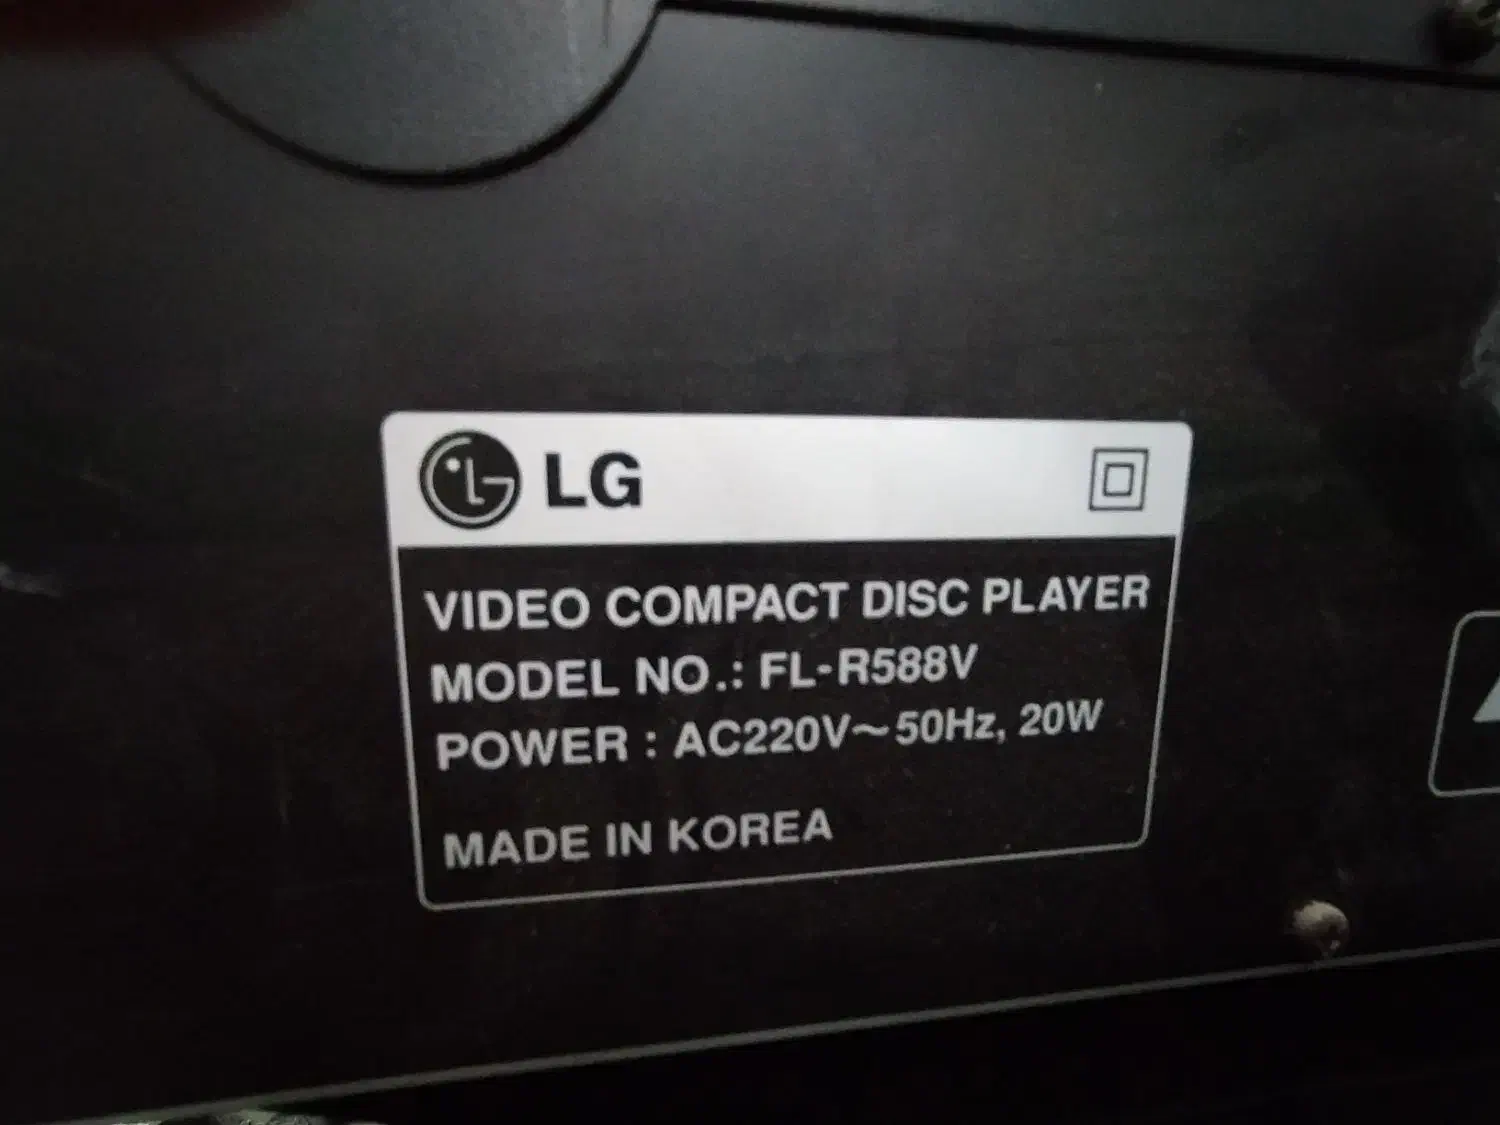 LG
VIDEO COMPACT DISC PLAYER
MODEL NO.: FL-R588V
POWER : AC220V~50Hz, 20W
MADE IN KOREA